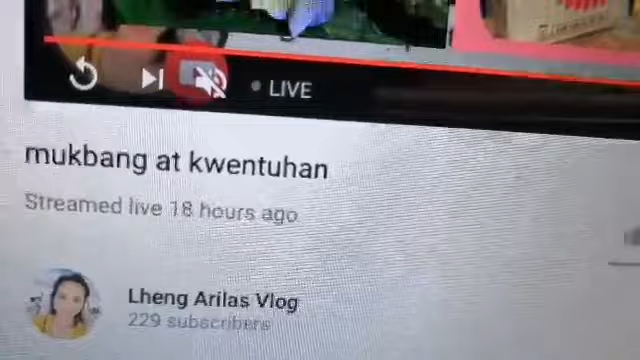 LIVE
mukbang at kwentuhan
Streamed live 18 hours ago
Lheng Arilas Vlog
229 subscribers